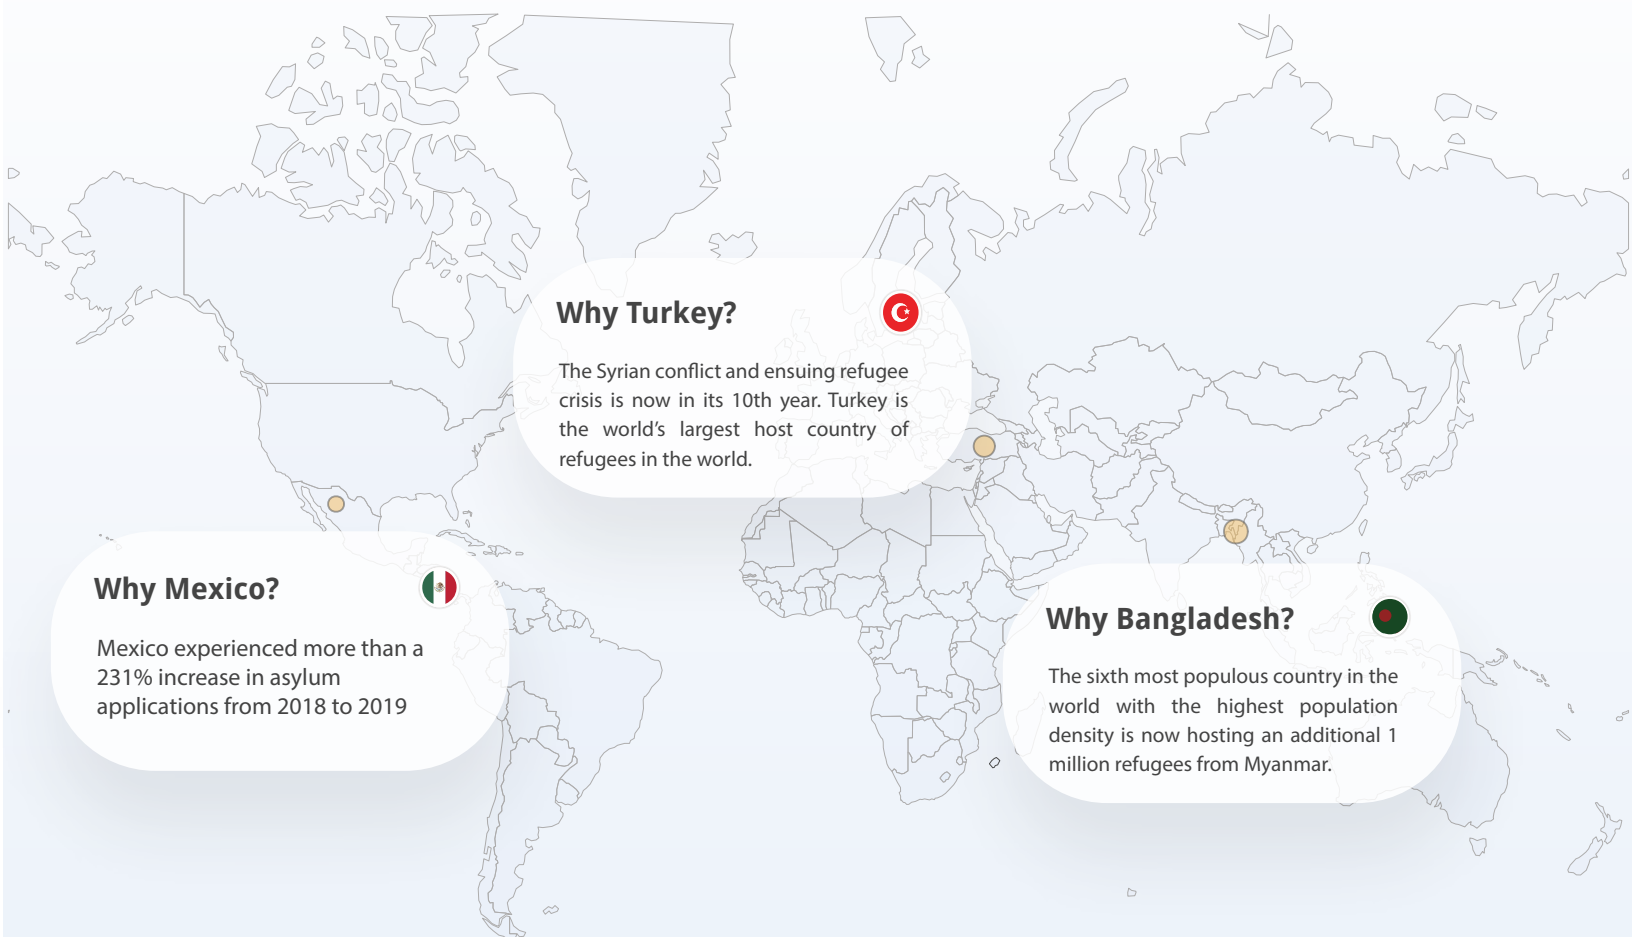 Why Turkey?
The Syrian conflict and ensuing refugee
crisis is now in its 10th year. Turkey is
the world's largest host country of
refugees in the world.
Why Mexico?
Mexico experienced more than a
231% increase in asylum
applications from 2018 to 2019
Why Bangladesh?
The sixth most populous country in the
world with the highest population
density is now hosting an additional 1
million refugees from Myanmar.